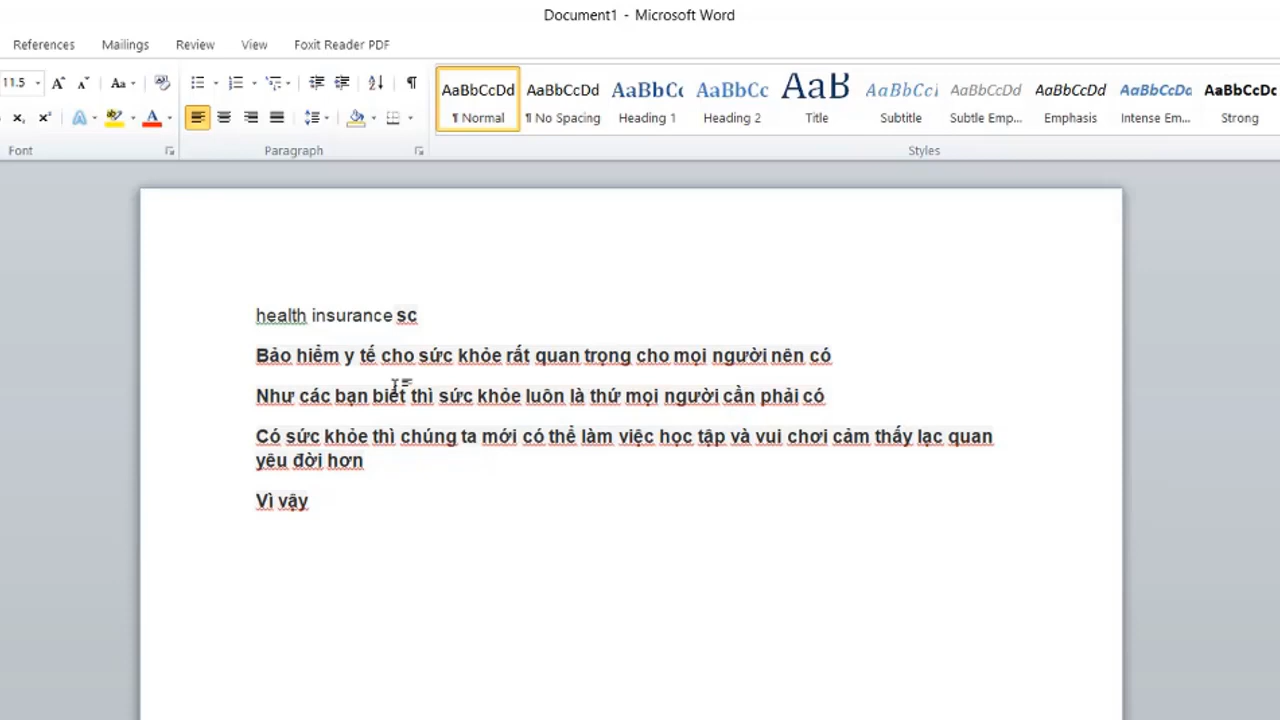 Document1 - Microsoft Word
References Mailings Review View Foxit Reader PDF
11.5 Aa
AaBbCcDd AaBbCcDd AaBbCc AaBbCc AaB AaBbCcI AaBbCcDd AaBbCcDd AaBbCcDd AaBbCcDc
¶ Normal ¶ No Spacing Heading 1 Heading 2 Title Subtitle Subtle Emp... Emphasis Intense Em... Strong
Font Paragraph Styles
health insurance sc
Bảo hiểm y tế cho sức khỏe rất quan trọng cho mọi người nên có
Như các bạn biết thì sức khỏe luôn là thứ mọi người cần phải có
Có sức khỏe thì chúng ta mới có thể làm việc học tập và vui chơi cảm thấy lạc quan
yêu đời hơn
Vì vậy